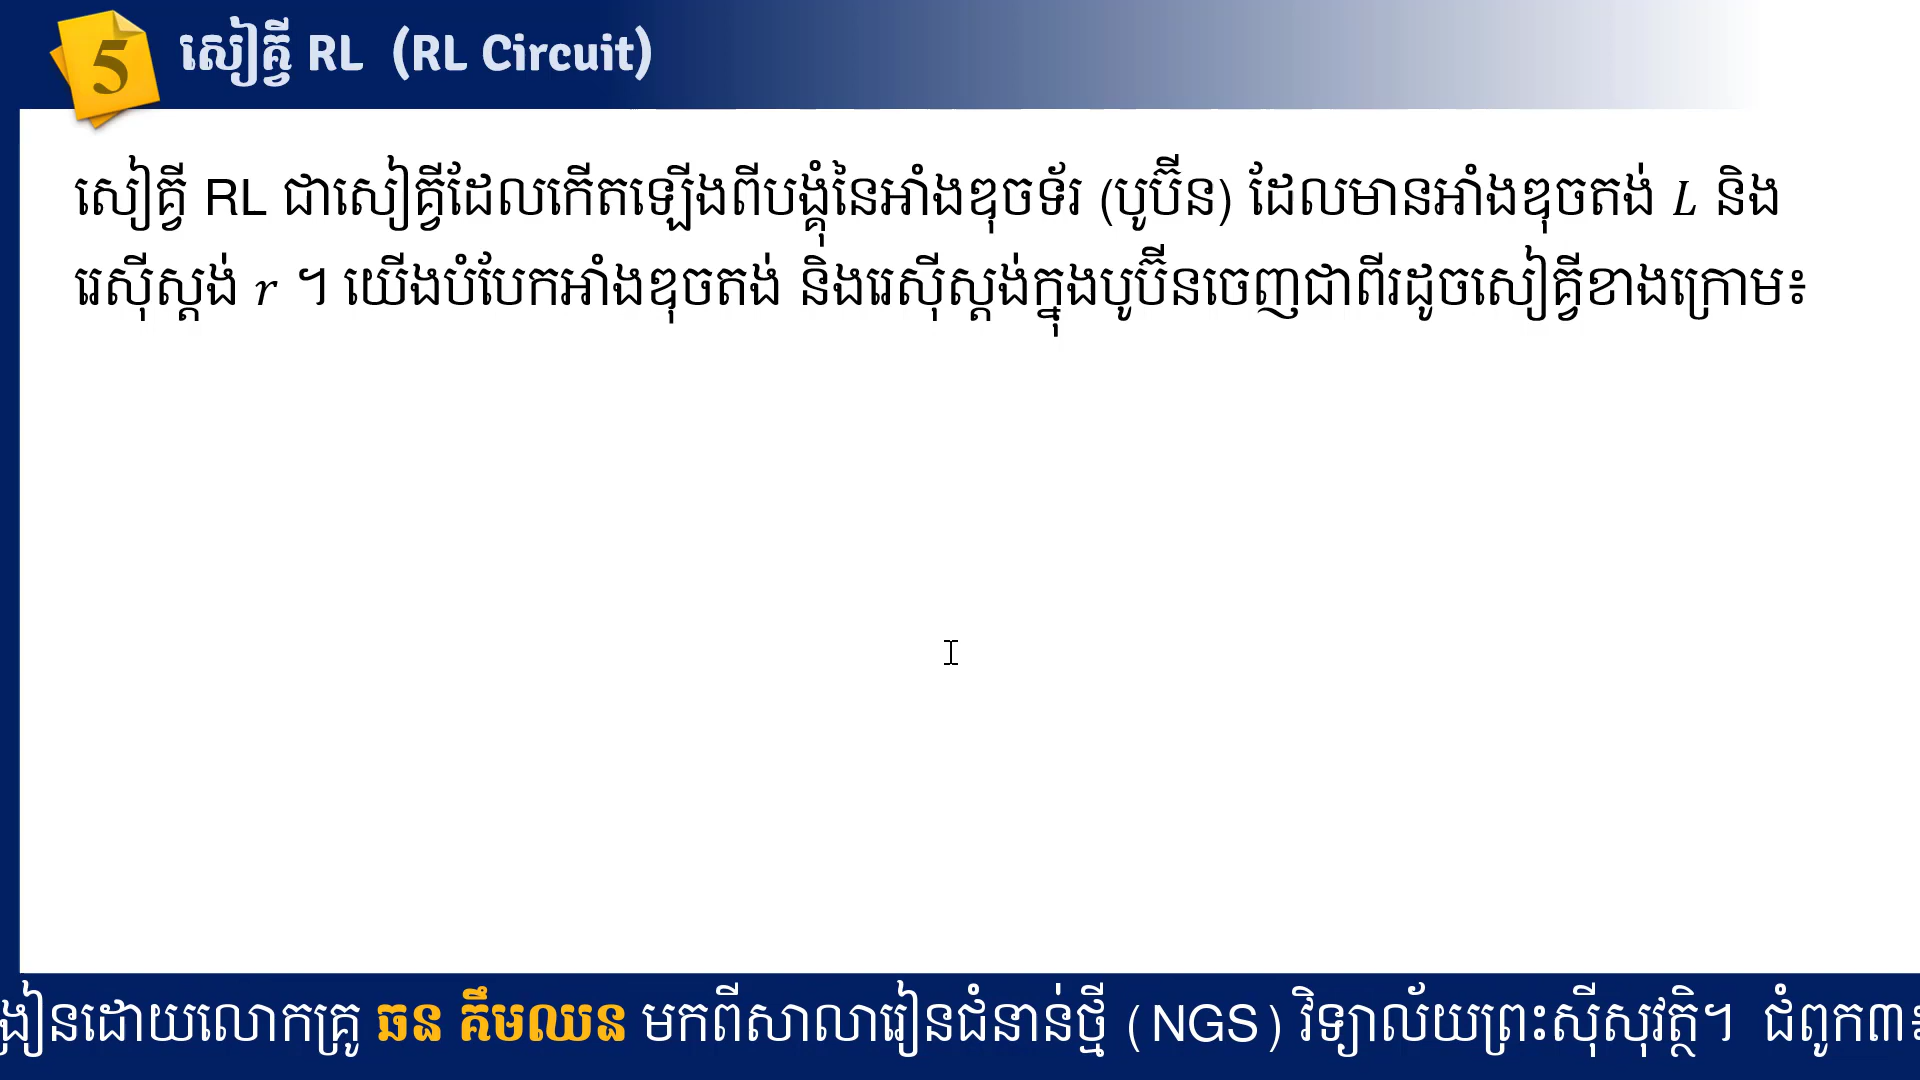 5
សៀគ្វី RL (RL Circuit)
សៀគ្វី RL ជាសៀគ្វីដែលកើតឡើងពីបង្គុំនៃអាំងឌុចទ័រ (បូប៊ីន) ដែលមានអាំងឌុចតង់ L និង
រេស៊ីស្តង់ r ។ យើងបំបែកអាំងឌុចតង់ និងរេស៊ីស្តង់ក្នុងបូប៊ីនចេញជាពីរដូចសៀគ្វីខាងក្រោម៖
ដោយលោកគ្រូ ឆន គឹមឈន មកពីសាលារៀនជំនាន់ថ្មី (NGS) វិទ្យាល័យព្រះស៊ីសុវត្ថិ។ ជំពូក៣